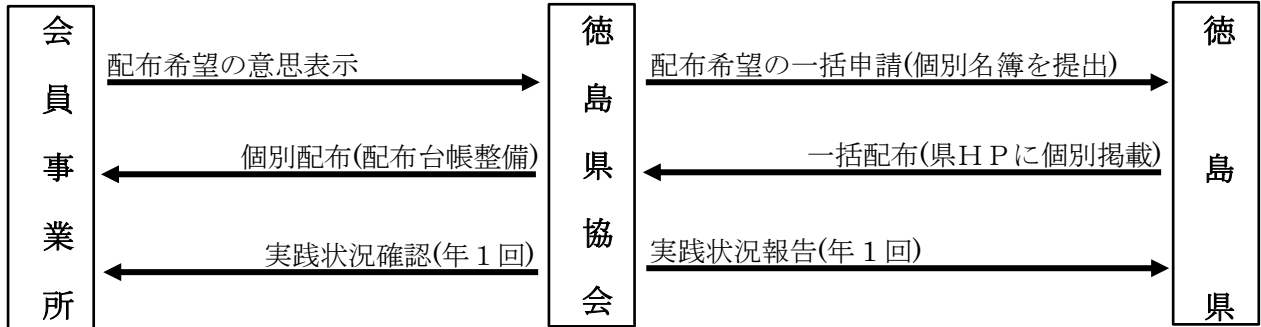 会員事業所
徳島県協会
徳島県
配布希望の意思表示
配布希望の一括申請(個別名簿を提出)
個別配布(配布台帳整備)
一括配布(県ＨＰに個別掲載)
実践状況確認(年１回)
実践状況報告(年１回)